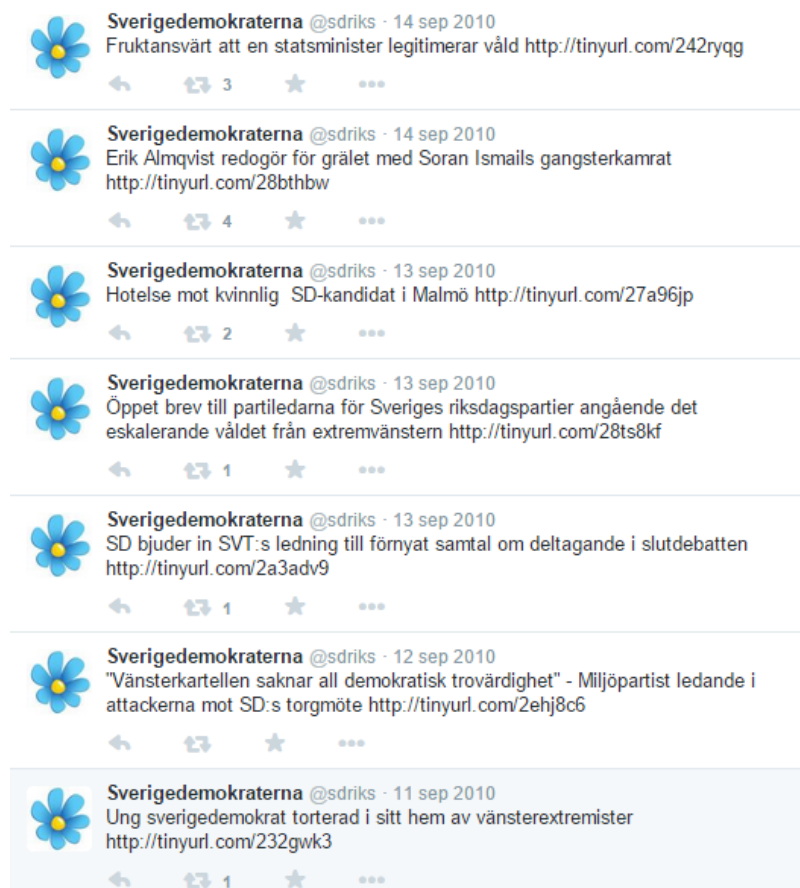 Sverigedemokraterna @sdriks · 14 sep 2010
Fruktansvärt att en statsminister legitimerar våld http://tinyurl.com/242ryqg
3
Sverigedemokraterna @sdriks · 14 sep 2010
Erik Almqvist redogör för grälet med Soran Ismails gangsterkamrat
http://tinyurl.com/28bthbw
4
Sverigedemokraterna @sdriks · 13 sep 2010
Hotelse mot kvinnlig  SD-kandidat i Malmö http://tinyurl.com/27a96jp
2
Sverigedemokraterna @sdriks · 13 sep 2010
Öppet brev till partiledarna för Sveriges riksdagspartier angående det
eskalerande våldet från extremvänstern http://tinyurl.com/28ts8kf
1
Sverigedemokraterna @sdriks · 13 sep 2010
SD bjuder in SVT:s ledning till förnyat samtal om deltagande i slutdebatten
http://tinyurl.com/2a3adv9
1
Sverigedemokraterna @sdriks · 12 sep 2010
"Vänsterkartellen saknar all demokratisk trovärdighet" - Miljöpartist ledande i
attackerna mot SD:s torgmöte http://tinyurl.com/2ehj8c6
Sverigedemokraterna @sdriks · 11 sep 2010
Ung sverigedemokrat torterad i sitt hem av vänsterextremister
http://tinyurl.com/232gwk3
1